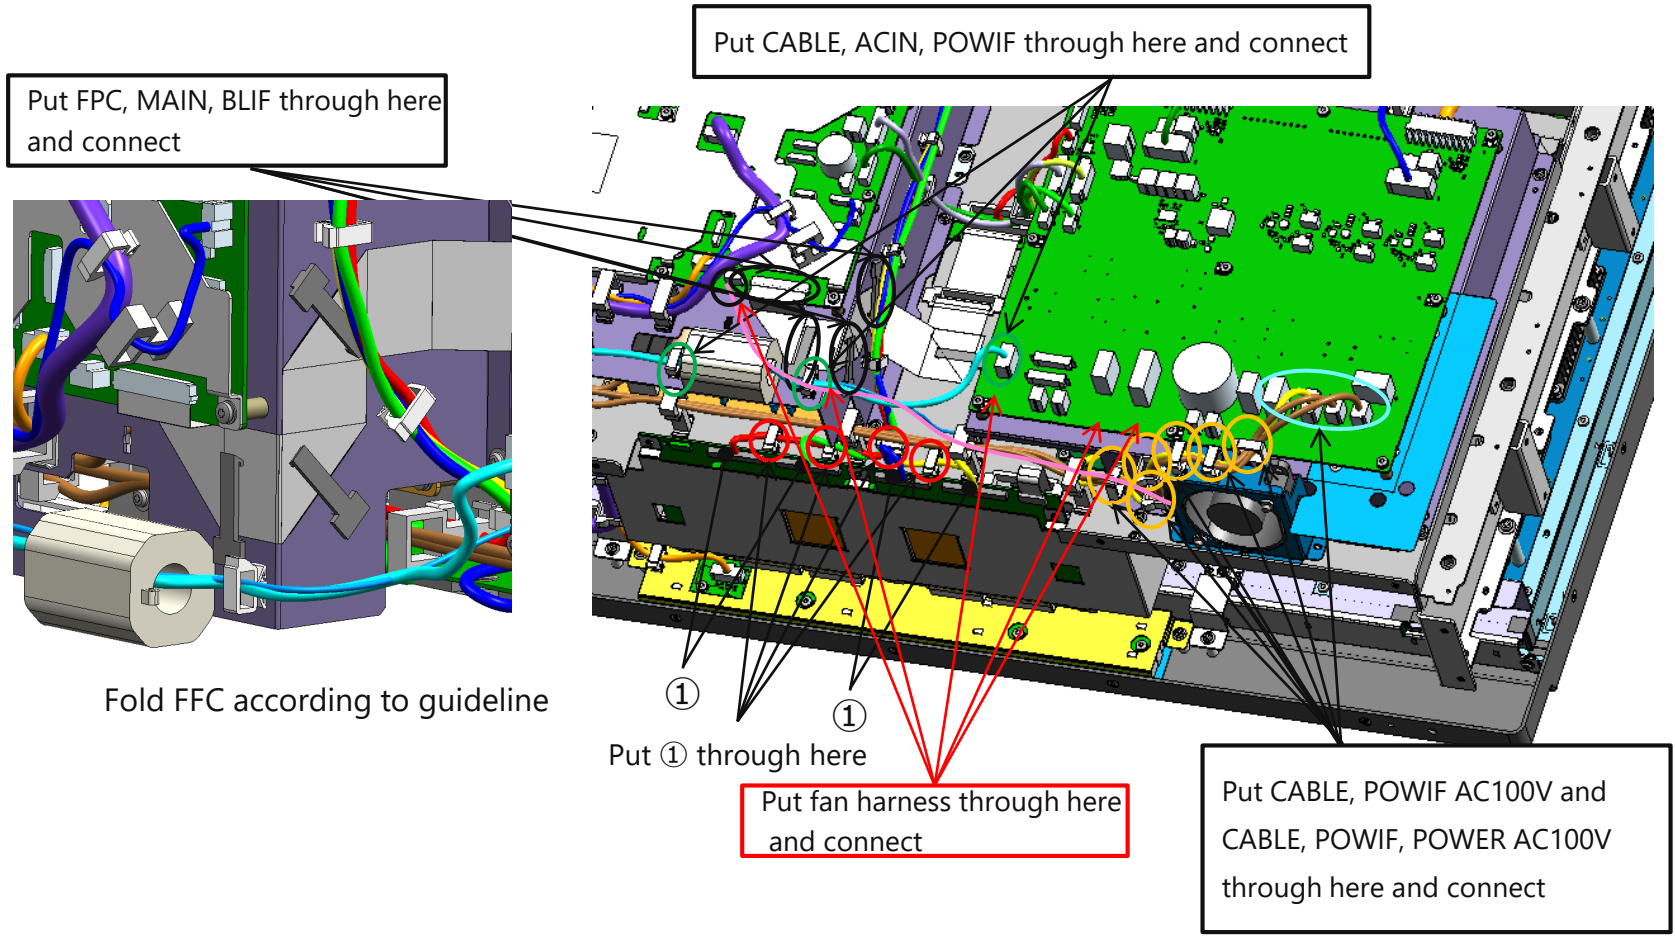 Put CABLE, ACIN, POWIF through here and connect
Put FPC, MAIN, BLIF through here
and connect
Fold FFC according to guideline
①
①
Put ① through here
Put fan harness through here
and connect
Put CABLE, POWIF AC100V and
CABLE, POWIF, POWER AC100V
through here and connect